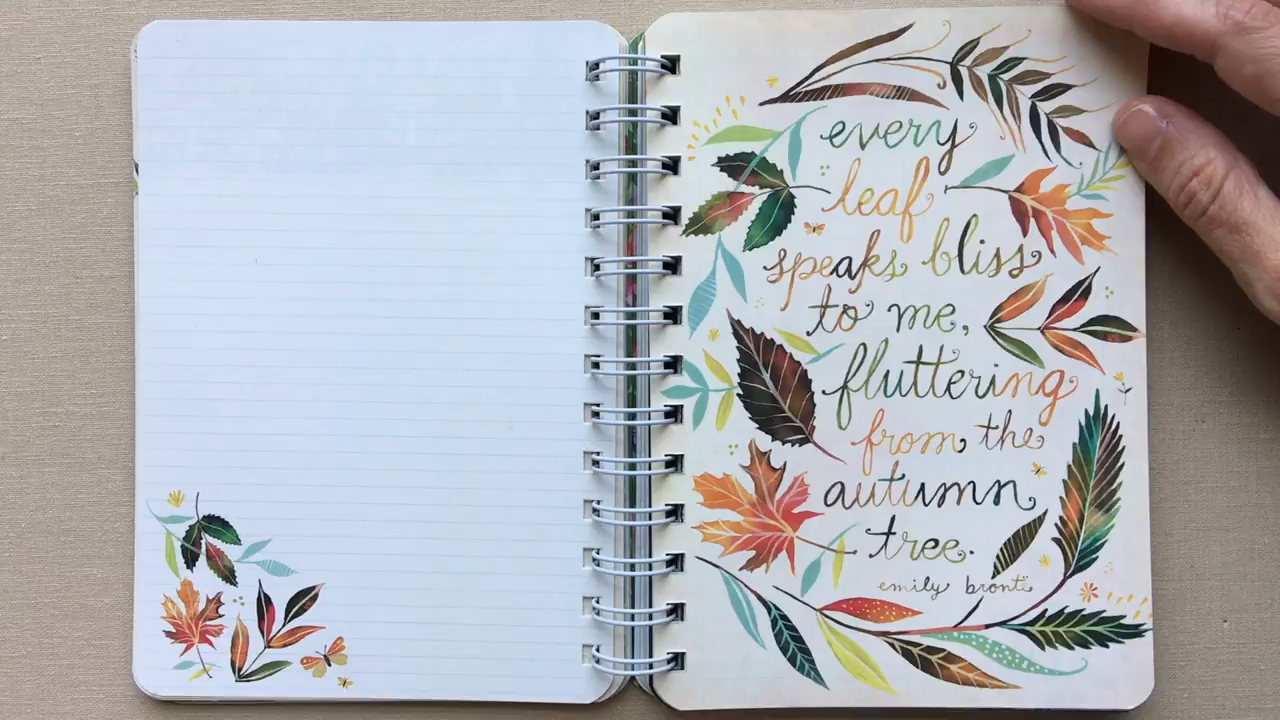 every
leaf
speaks bliss
to me,
fluttering
from the
autumn
tree.
emily brontë